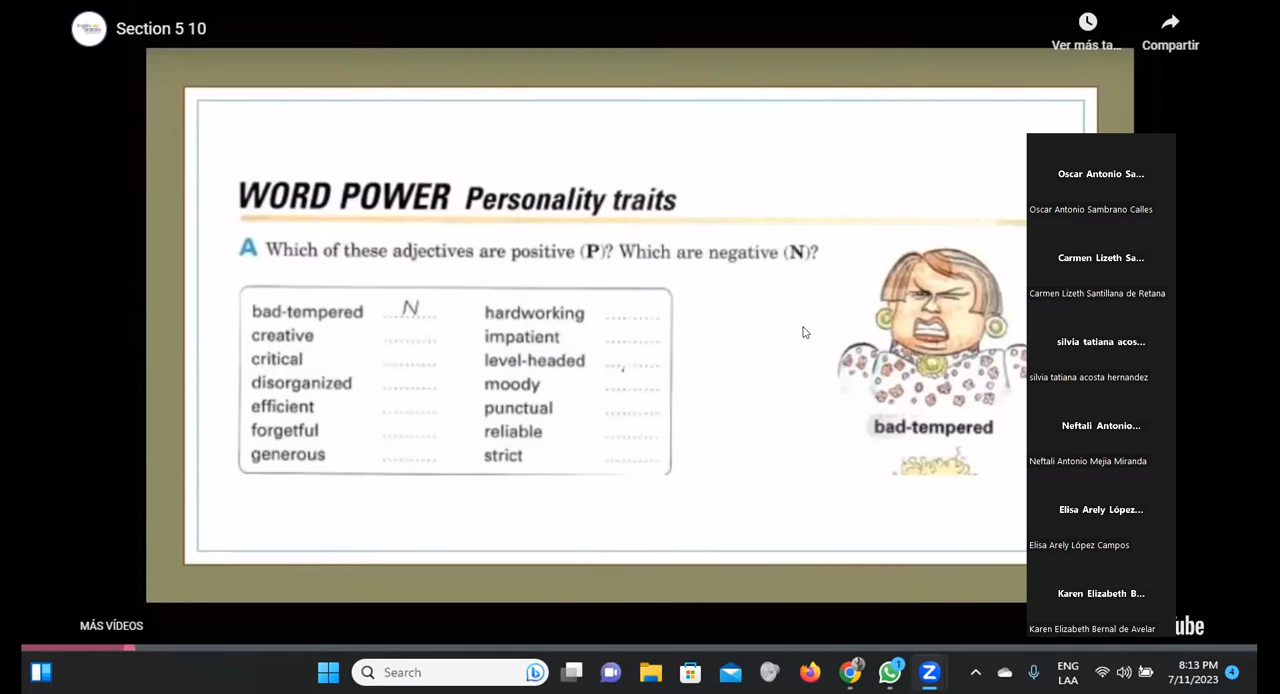 Section 5 10
Ver más ta...
Compartir
WORD POWER Personality traits
A Which of these adjectives are positive (P)? Which are negative (N)?
bad-tempered N
creative
critical
disorganized
efficient
forgetful
generous
hardworking
impatient
level-headed
moody
punctual
reliable
strict
bad-tempered
Oscar Antonio Sa...
Oscar Antonio Sambrano Calles
Carmen Lizeth Sa...
Carmen Lizeth Santillana de Retana
silvia tatiana acos...
silvia tatiana acosta hernandez
Neftali Antonio...
Neftali Antonio Mejia Miranda
Elisa Arely López...
Elisa Arely López Campos
Karen Elizabeth B...
Karen Elizabeth Bernal de Avelar
MÁS VÍDEOS
ube
Search
1
ENG
LAA
8:13 PM
7/11/2023
4